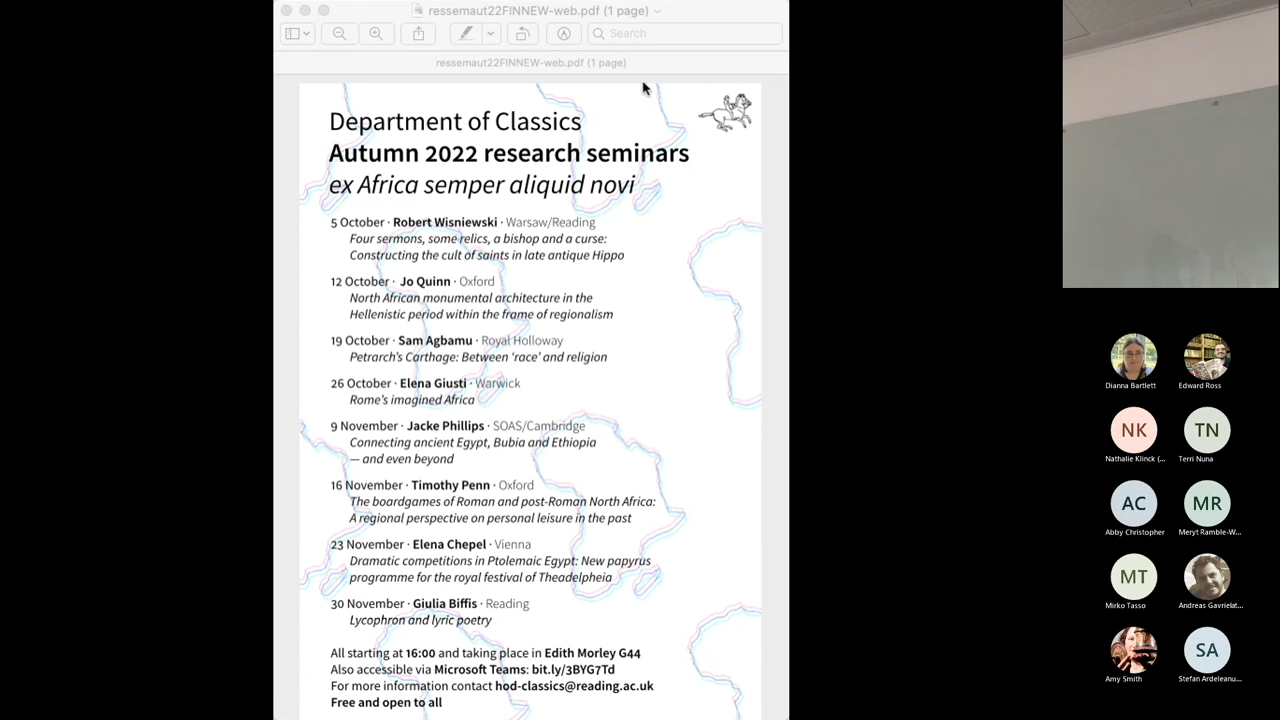 ressemaut22FINNEW-web.pdf (1 page)
Search
ressemaut22FINNEW-web.pdf (1 page)
Department of Classics
Autumn 2022 research seminars
ex Africa semper aliquid novi
5 October · Robert Wisniewski · Warsaw/Reading
Four sermons, some relics, a bishop and a curse:
Constructing the cult of saints in late antique Hippo
12 October · Jo Quinn · Oxford
North African monumental architecture in the
Hellenistic period within the frame of regionalism
19 October · Sam Agbamu · Royal Holloway
Petrarch's Carthage: Between 'race' and religion
26 October · Elena Giusti · Warwick
Rome's imagined Africa
9 November · Jacke Phillips · SOAS/Cambridge
Connecting ancient Egypt, Bubia and Ethiopia
— and even beyond
16 November · Timothy Penn · Oxford
The boardgames of Roman and post-Roman North Africa:
A regional perspective on personal leisure in the past
23 November · Elena Chepel · Vienna
Dramatic competitions in Ptolemaic Egypt: New papyrus
programme for the royal festival of Theadelpheia
30 November · Giulia Biffis · Reading
Lycophron and lyric poetry
All starting at 16:00 and taking place in Edith Morley G44
Also accessible via Microsoft Teams: bit.ly/3BYG7Td
For more information contact hod-classics@reading.ac.uk
Free and open to all
Dianna Bartlett
Edward Ross
NK
TN
Nathalie Klinck (...
Terri Nuna
AC
MR
Abby Christopher
Meryt Ramble-W...
MT
Mirko Tasso
Andreas Gavrielat...
SA
Amy Smith
Stefan Ardeleanu...